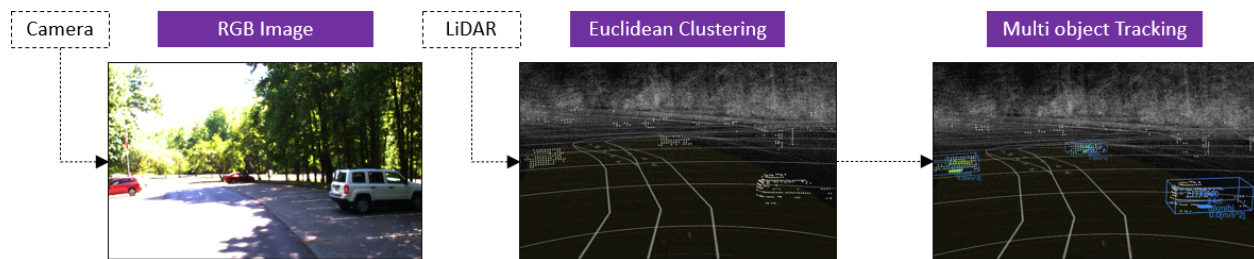 Camera
RGB Image
LiDAR
Euclidean Clustering
Multi object Tracking